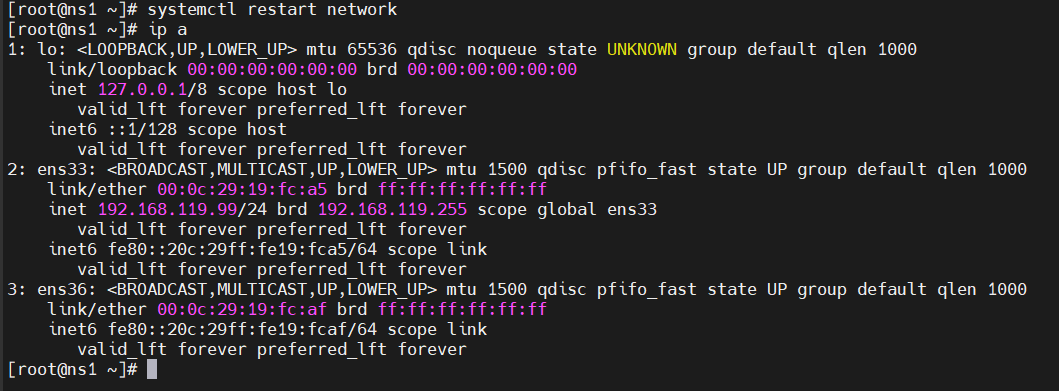 [root@ns1 ~]# systemctl restart network
[root@ns1 ~]# ip a
1: lo: <LOOPBACK,UP,LOWER_UP> mtu 65536 qdisc noqueue state UNKNOWN group default qlen 1000
    link/loopback 00:00:00:00:00:00 brd 00:00:00:00:00:00
    inet 127.0.0.1/8 scope host lo
       valid_lft forever preferred_lft forever
    inet6 ::1/128 scope host
       valid_lft forever preferred_lft forever
2: ens33: <BROADCAST,MULTICAST,UP,LOWER_UP> mtu 1500 qdisc pfifo_fast state UP group default qlen 1000
    link/ether 00:0c:29:19:fc:a5 brd ff:ff:ff:ff:ff:ff
    inet 192.168.119.99/24 brd 192.168.119.255 scope global ens33
       valid_lft forever preferred_lft forever
    inet6 fe80::20c:29ff:fe19:fca5/64 scope link
       valid_lft forever preferred_lft forever
3: ens36: <BROADCAST,MULTICAST,UP,LOWER_UP> mtu 1500 qdisc pfifo_fast state UP group default qlen 1000
    link/ether 00:0c:29:19:fc:af brd ff:ff:ff:ff:ff:ff
    inet6 fe80::20c:29ff:fe19:fcaf/64 scope link
       valid_lft forever preferred_lft forever
[root@ns1 ~]#